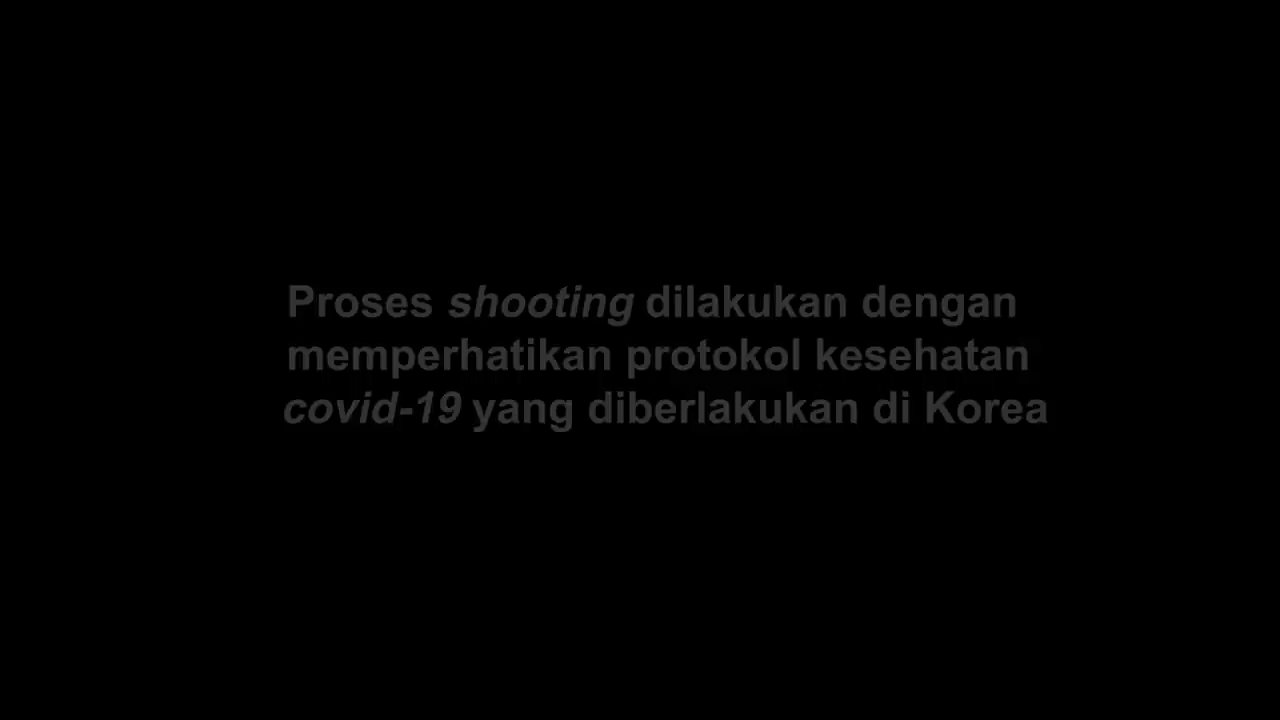 Proses shooting dilakukan dengan
memperhatikan protokol kesehatan
covid-19 yang diberlakukan di Korea